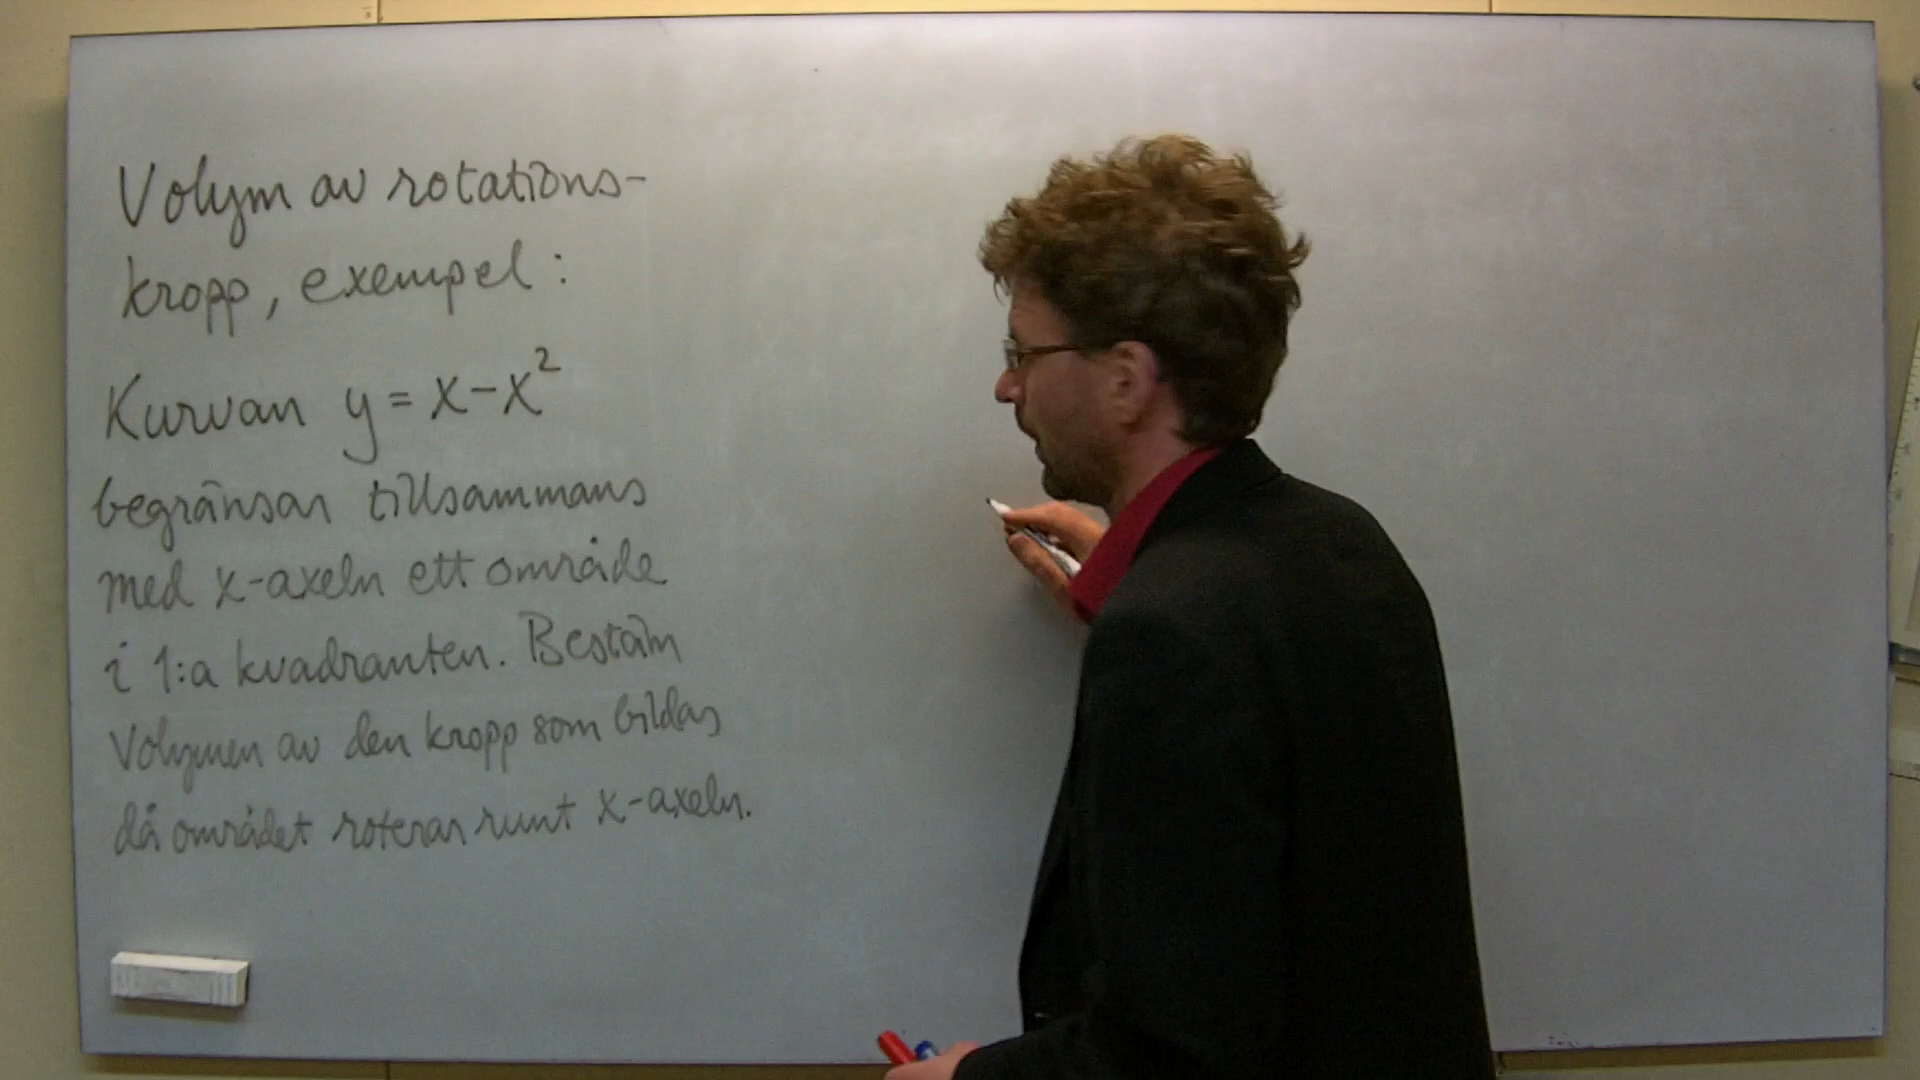 Volym av rotations-
kropp, exempel:
Kurvan y = x-x²
begränsar tillsammans
med x-axeln ett område
i 1:a kvadranten. Bestäm
Volymen av den kropp som bildas
då området roterar runt x-axeln.